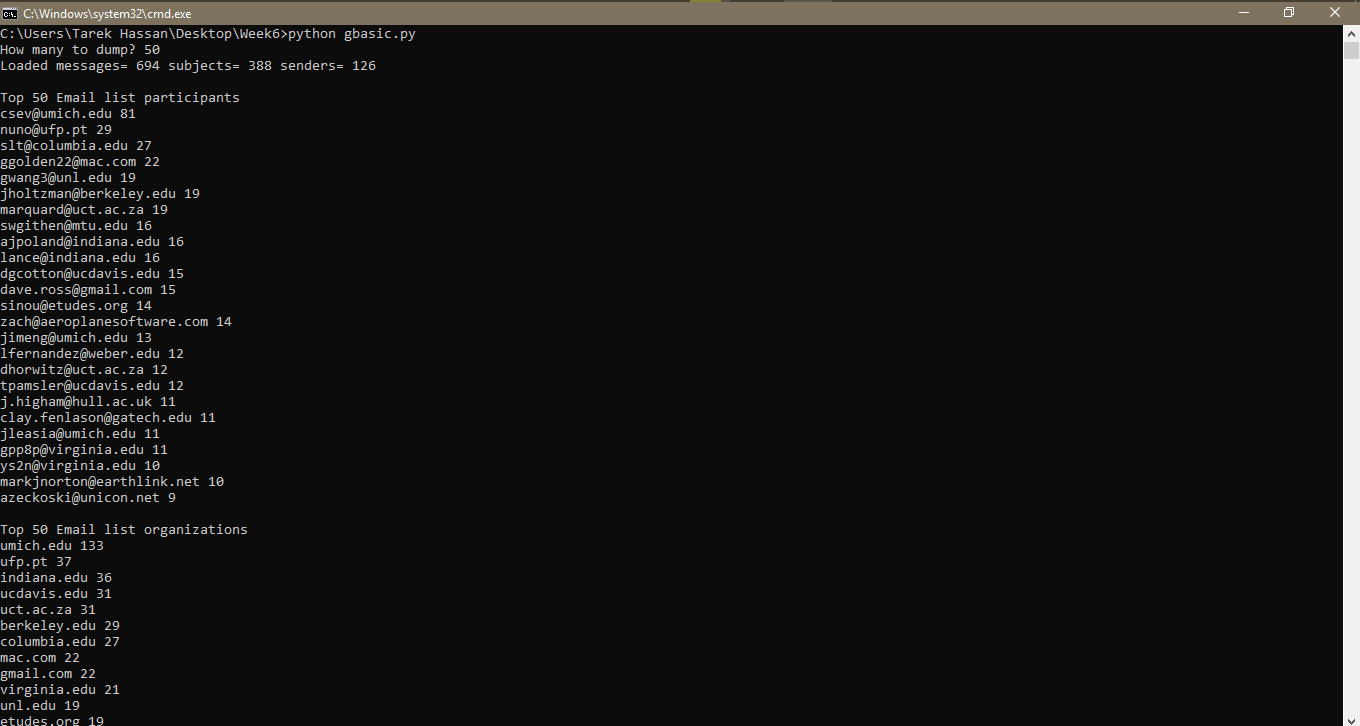 C:\Windows\system32\cmd.exe
C:\Users\Tarek Hassan\Desktop\Week6>python gbasic.py
How many to dump? 50
Loaded messages= 694 subjects= 388 senders= 126
Top 50 Email list participants
csev@umich.edu 81
nuno@ufp.pt 29
slt@columbia.edu 27
ggolden22@mac.com 22
gwang3@unl.edu 19
jholtzman@berkeley.edu 19
marquard@uct.ac.za 19
swgithen@mtu.edu 16
ajpoland@indiana.edu 16
lance@indiana.edu 16
dgcotton@ucdavis.edu 15
dave.ross@gmail.com 15
sinou@etudes.org 14
zach@aeroplanesoftware.com 14
jimeng@umich.edu 13
lfernandez@weber.edu 12
dhorwitz@uct.ac.za 12
tpamsler@ucdavis.edu 12
j.higham@hull.ac.uk 11
clay.fenlason@gatech.edu 11
jleasia@umich.edu 11
gpp8p@virginia.edu 11
ys2n@virginia.edu 10
markjnorton@earthlink.net 10
azeckoski@unicon.net 9
Top 50 Email list organizations
umich.edu 133
ufp.pt 37
indiana.edu 36
ucdavis.edu 31
uct.ac.za 31
berkeley.edu 29
columbia.edu 27
mac.com 22
gmail.com 22
virginia.edu 21
unl.edu 19
etudes.org 19